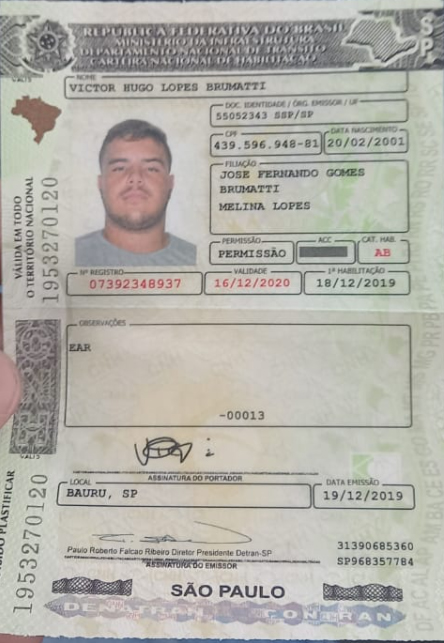 REPÚBLICA FEDERATIVA DO BRASIL
MINISTÉRIO DA INFRAESTRUTURA
DEPARTAMENTO NACIONAL DE TRÂNSITO
CARTEIRA NACIONAL DE HABILITAÇÃO
SP
NOME
VICTOR HUGO LOPES BRUMATTI
DOC. IDENTIDADE / ÓRG. EMISSOR / UF
55052343 SSP/SP
CPF
DATA NASCIMENTO
439.596.948-81
20/02/2001
FILIAÇÃO
JOSE FERNANDO GOMES
BRUMATTI
MELINA LOPES
PERMISSÃO
ACC
CAT. HAB.
PERMISSÃO
AB
Nº REGISTRO
VALIDADE
1ª HABILITAÇÃO
07392348937
16/12/2020
18/12/2019
VÁLIDA EM TODO
O TERRITÓRIO NACIONAL
1953270120
OBSERVAÇÕES
EAR
-00013
ASSINATURA DO PORTADOR
LOCAL
DATA EMISSÃO
BAURU, SP
19/12/2019
Paulo Roberto Falcao Ribeiro Diretor Presidente Detran-SP
ASSINATURA DO EMISSOR
31390685360
SP968357784
PLASTIFICAR
1953270120
SÃO PAULO
DENATRAN
CONTRAN